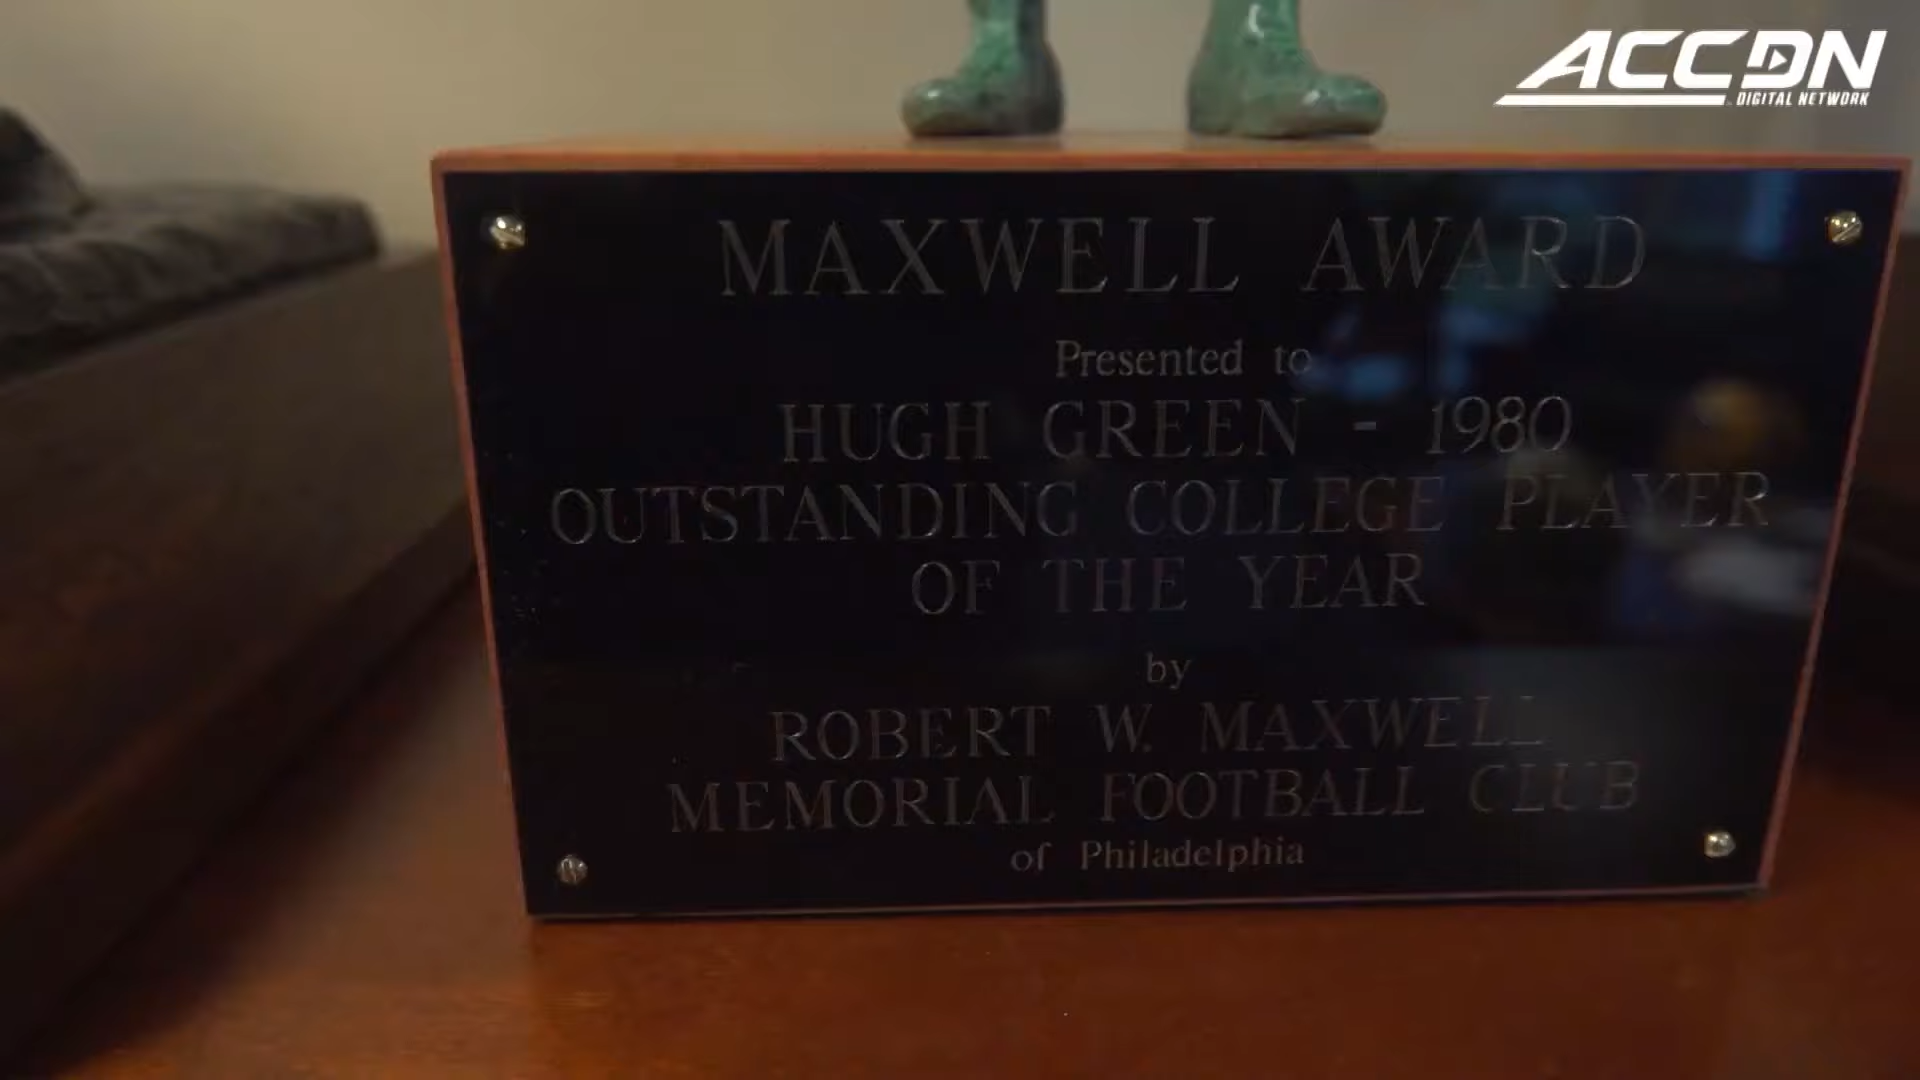 ACCDN
DIGITAL NETWORK
MAXWELL AWARD
Presented to
HUGH GREEN - 1980
OUTSTANDING COLLEGE PLAYER
OF THE YEAR
by
ROBERT W. MAXWELL
MEMORIAL FOOTBALL CLUB
of Philadelphia